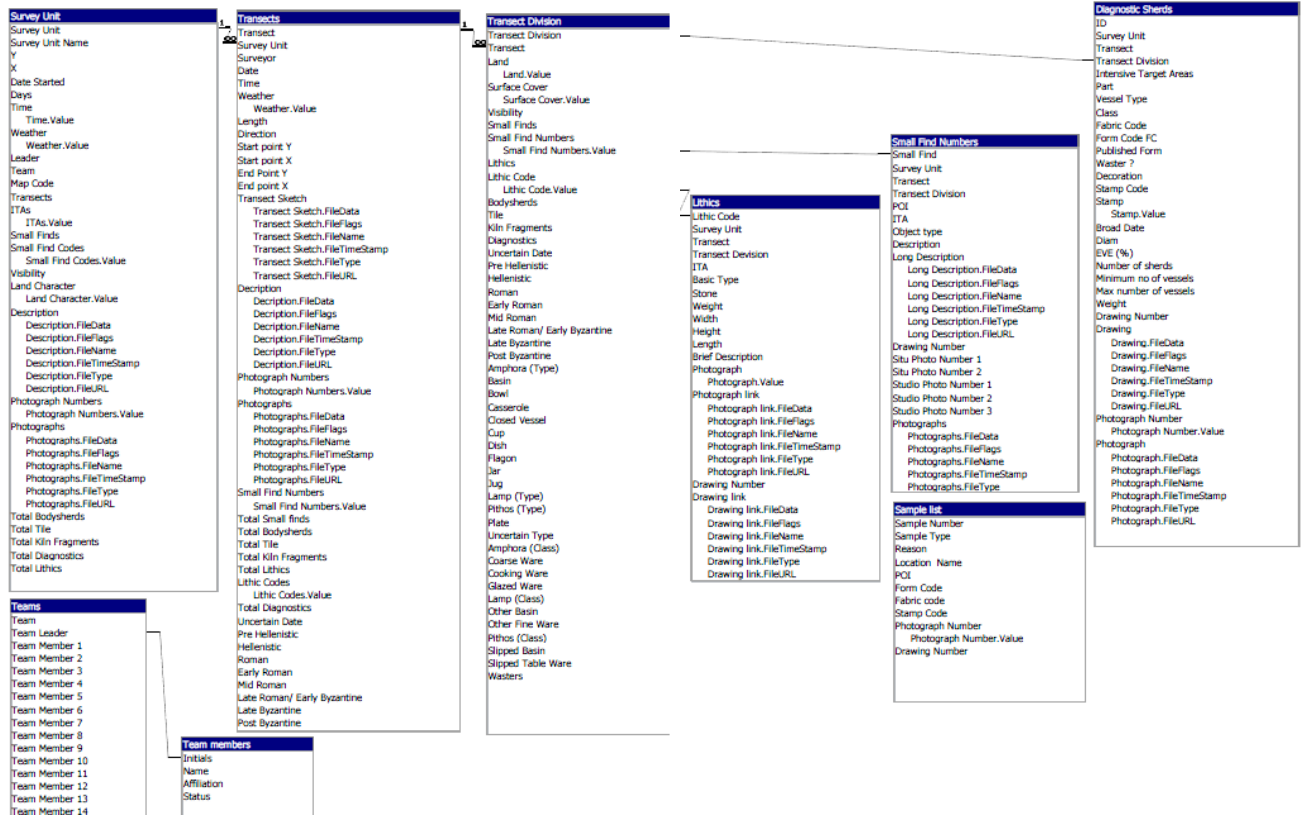 Survey Unit
Survey Unit
Survey Unit Name
Y
X
Date Started
Days
Time
Time.Value
Weather
Weather.Value
Leader
Team
Map Code
Transects
ITAs
ITAs.Value
Small Finds
Small Find Codes
Small Find Codes.Value
Visibility
Land Character
Land Character.Value
Description
Description.FileData
Description.FileFlags
Description.FileName
Description.FileTimeStamp
Description.FileType
Description.FileURL
Photograph Numbers
Photograph Numbers.Value
Photographs
Photographs.FileData
Photographs.FileFlags
Photographs.FileName
Photographs.FileTimeStamp
Photographs.FileType
Photographs.FileURL
Total Bodysherds
Total Tile
Total Kiln Fragments
Total Diagnostics
Total Lithics
1
∞
Transects
Transect
Survey Unit
Surveyor
Date
Time
Weather
Weather.Value
Length
Direction
Start point Y
Start point X
End Point Y
End point X
Transect Sketch
Transect Sketch.FileData
Transect Sketch.FileFlags
Transect Sketch.FileName
Transect Sketch.FileTimeStamp
Transect Sketch.FileType
Transect Sketch.FileURL
Decription
Decription.FileData
Decription.FileFlags
Decription.FileName
Decription.FileTimeStamp
Decription.FileType
Decription.FileURL
Photograph Numbers
Photograph Numbers.Value
Photographs
Photographs.FileData
Photographs.FileFlags
Photographs.FileName
Photographs.FileTimeStamp
Photographs.FileType
Photographs.FileURL
Small Find Numbers
Small Find Numbers.Value
Total Small finds
Total Bodysherds
Total Tile
Total Kiln Fragments
Total Lithics
Lithic Codes
Lithic Codes.Value
Total Diagnostics
Uncertain Date
Pre Hellenistic
Hellenistic
Roman
Early Roman
Mid Roman
Late Roman/ Early Byzantine
Late Byzantine
Post Byzantine
1
∞
Transect Division
Transect Division
Transect
Land
Land.Value
Surface Cover
Surface Cover.Value
Visibility
Small Finds
Small Find Numbers
Small Find Numbers.Value
Lithics
Lithic Code
Lithic Code.Value
Bodysherds
Tile
Kiln Fragments
Diagnostics
Uncertain Date
Pre Hellenistic
Hellenistic
Roman
Early Roman
Mid Roman
Late Roman/ Early Byzantine
Late Byzantine
Post Byzantine
Amphora (Type)
Basin
Bowl
Casserole
Closed Vessel
Cup
Dish
Flagon
Jar
Jug
Lamp (Type)
Pithos (Type)
Plate
Uncertain Type
Amphora (Class)
Coarse Ware
Cooking Ware
Glazed Ware
Lamp (Class)
Other Basin
Other Fine Ware
Pithos (Class)
Slipped Basin
Slipped Table Ware
Wasters
Lithics
Lithic Code
Survey Unit
Transect
Transect Devision
ITA
Basic Type
Stone
Weight
Width
Height
Length
Brief Description
Photograph
Photograph.Value
Photograph link
Photograph link.FileData
Photograph link.FileFlags
Photograph link.FileName
Photograph link.FileTimeStamp
Photograph link.FileType
Photograph link.FileURL
Drawing Number
Drawing link
Drawing link.FileData
Drawing link.FileFlags
Drawing link.FileName
Drawing link.FileTimeStamp
Drawing link.FileType
Drawing link.FileURL
Small Find Numbers
Small Find
Survey Unit
Transect
Transect Division
POI
ITA
Object type
Description
Long Description
Long Description.FileData
Long Description.FileFlags
Long Description.FileName
Long Description.FileTimeStamp
Long Description.FileType
Long Description.FileURL
Drawing Number
Situ Photo Number 1
Situ Photo Number 2
Studio Photo Number 1
Studio Photo Number 2
Studio Photo Number 3
Photographs
Photographs.FileData
Photographs.FileFlags
Photographs.FileName
Photographs.FileTimeStamp
Photographs.FileType
Sample list
Sample Number
Sample Type
Reason
Location Name
POI
Form Code
Fabric code
Stamp Code
Photograph Number
Photograph Number.Value
Drawing Number
Diagnostic Sherds
ID
Survey Unit
Transect
Transect Division
Intensive Target Areas
Part
Vessel Type
Class
Fabric Code
Form Code FC
Published Form
Waster ?
Decoration
Stamp Code
Stamp
Stamp.Value
Broad Date
Diam
EVE (%)
Number of sherds
Minimum no of vessels
Max number of vessels
Weight
Drawing Number
Drawing
Drawing.FileData
Drawing.FileFlags
Drawing.FileName
Drawing.FileTimeStamp
Drawing.FileType
Drawing.FileURL
Photograph Number
Photograph Number.Value
Photograph
Photograph.FileData
Photograph.FileFlags
Photograph.FileName
Photograph.FileTimeStamp
Photograph.FileType
Photograph.FileURL
Teams
Team
Team Leader
Team Member 1
Team Member 2
Team Member 3
Team Member 4
Team Member 5
Team Member 6
Team Member 7
Team Member 8
Team Member 9
Team Member 10
Team Member 11
Team Member 12
Team Member 13
Team Member 14
Team members
Initials
Name
Affiliation
Status